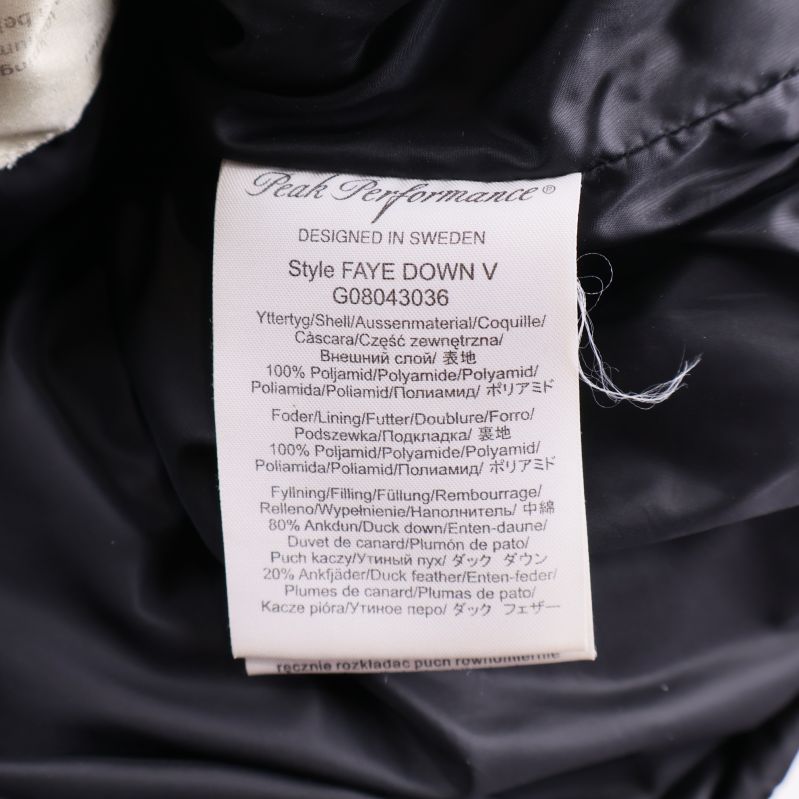 Peak Performance®
DESIGNED IN SWEDEN
Style FAYE DOWN V
G08043036
Yttertyg/Shell/Aussenmaterial/Coquille/
Càscara/Część zewnętrzna/
Внешний слой/ 表地
100% Poljamid/Polyamide/Polyamid/
Poliamida/Poliamid/Полиамид/ ポリアミド
Foder/Lining/Futter/Doublure/Forro/
Podszewka/Подкладка/ 裏地
100% Poljamid/Polyamide/Polyamid/
Poliamida/Poliamid/Полиамид/ ポリアミド
Fyllning/Filling/Füllung/Rembourrage/
Relleno/Wypełnienie/Наполнитель/ 中綿
80% Ankdun/Duck down/Enten-daune/
Duvet de canard/Plumón de pato/
Puch kaczy/Утиный пух/ ダック ダウン
20% Ankfjäder/Duck feather/Enten-feder/
Plumes de canard/Plumas de pato/
Kacze pióra/Утиное перо/ ダック フェザー
ręcznie rozkładać puch równomiernie